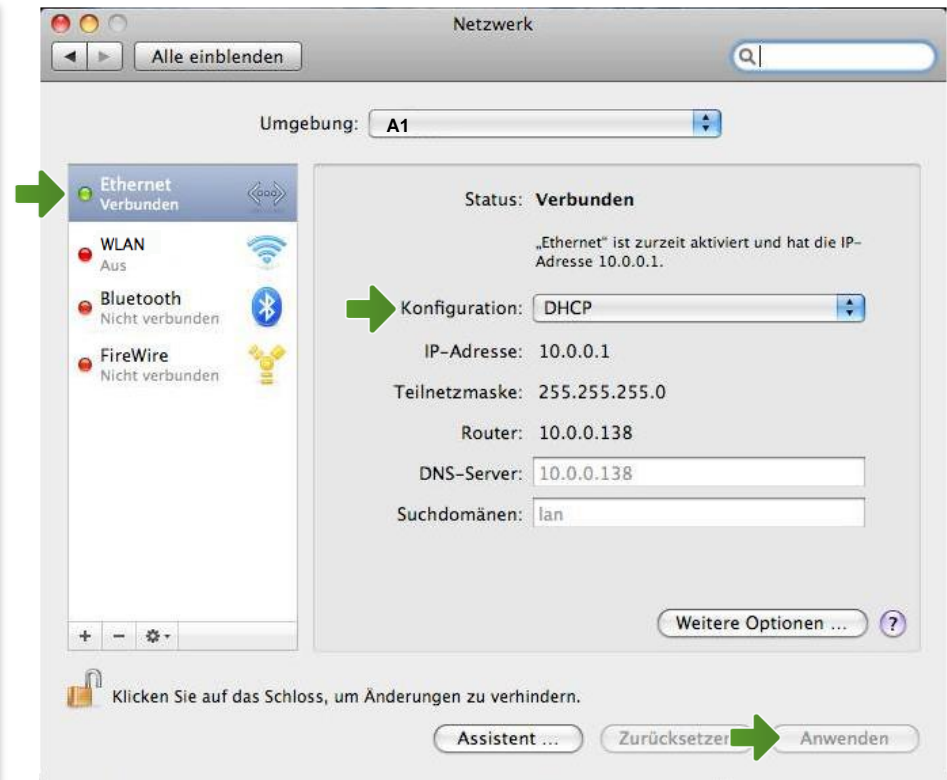 Netzwerk
Alle einblenden
Umgebung: A1
Ethernet
Verbunden
WLAN
Aus
Bluetooth
Nicht verbunden
FireWire
Nicht verbunden
Status: Verbunden
„Ethernet“ ist zurzeit aktiviert und hat die IP-
Adresse 10.0.0.1.
Konfiguration: DHCP
IP-Adresse: 10.0.0.1
Teilnetzmaske: 255.255.255.0
Router: 10.0.0.138
DNS-Server: 10.0.0.138
Suchdomänen: lan
Weitere Optionen ... ?
Klicken Sie auf das Schloss, um Änderungen zu verhindern.
Assistent ... Zurücksetzen Anwenden